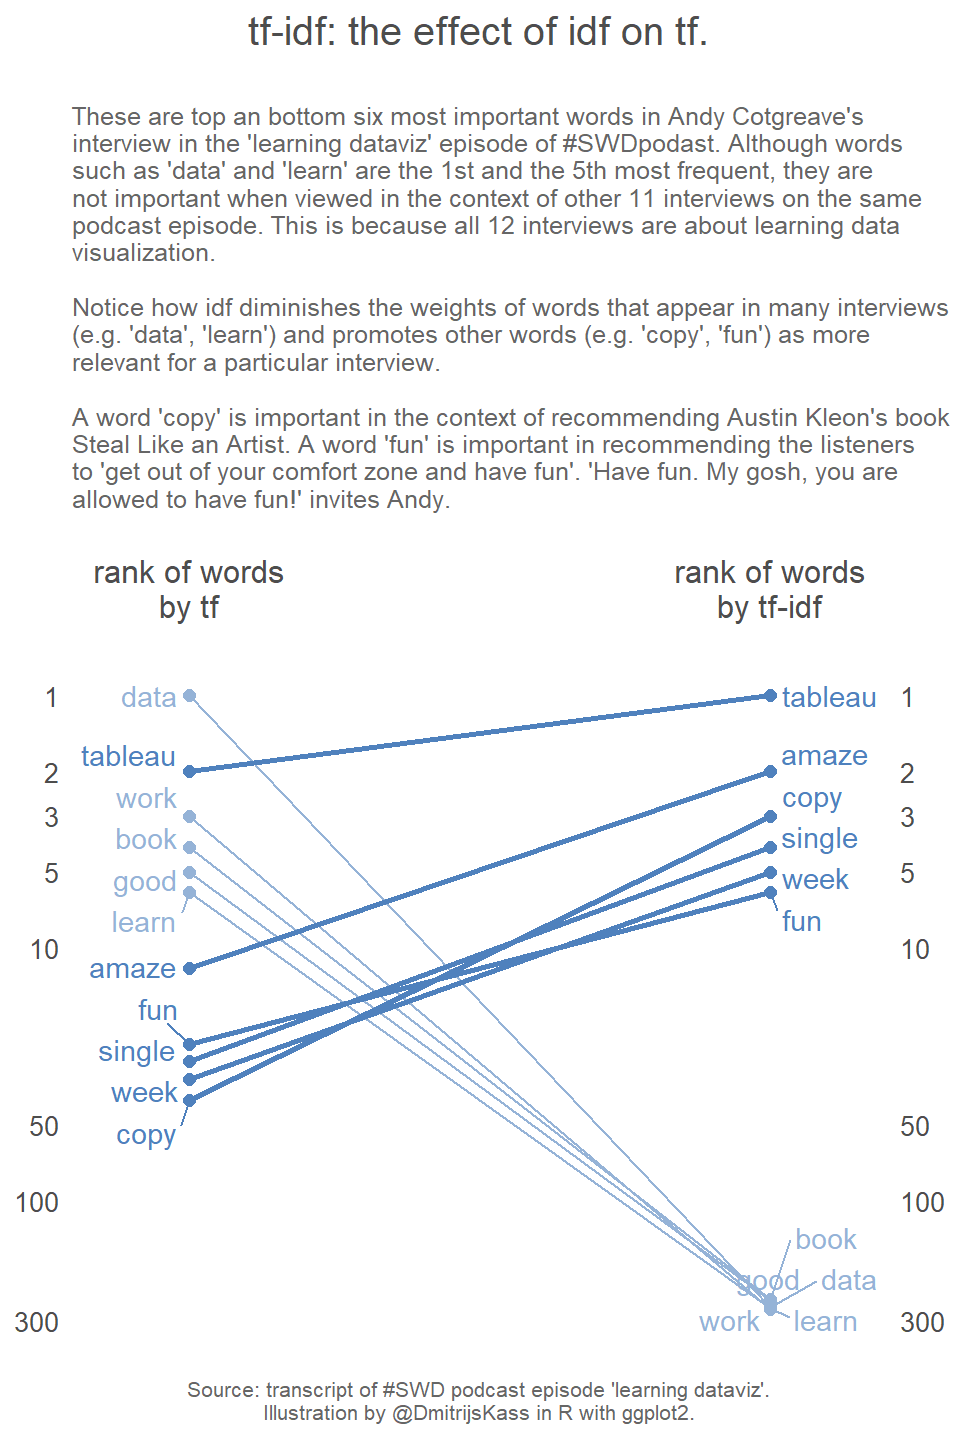 tf-idf: the effect of idf on tf.
These are top an bottom six most important words in Andy Cotgreave's
interview in the 'learning dataviz' episode of #SWDpodast. Although words
such as 'data' and 'learn' are the 1st and the 5th most frequent, they are
not important when viewed in the context of other 11 interviews on the same
podcast episode. This is because all 12 interviews are about learning data
visualization.
Notice how idf diminishes the weights of words that appear in many interviews
(e.g. 'data', 'learn') and promotes other words (e.g. 'copy', 'fun') as more
relevant for a particular interview.
A word 'copy' is important in the context of recommending Austin Kleon's book
Steal Like an Artist. A word 'fun' is important in recommending the listeners
to 'get out of your comfort zone and have fun'. 'Have fun. My gosh, you are
allowed to have fun!' invites Andy.
rank of words
by tf
rank of words
by tf-idf
1 data tableau 1
tableau amaze
2 2
work copy
3 3
book single
5 good week 5
learn fun
10 10
amaze
fun
single
week
50 50
copy
100 100
book
good data
300 work learn 300
Source: transcript of #SWD podcast episode 'learning dataviz'.
Illustration by @DmitrijsKass in R with ggplot2.